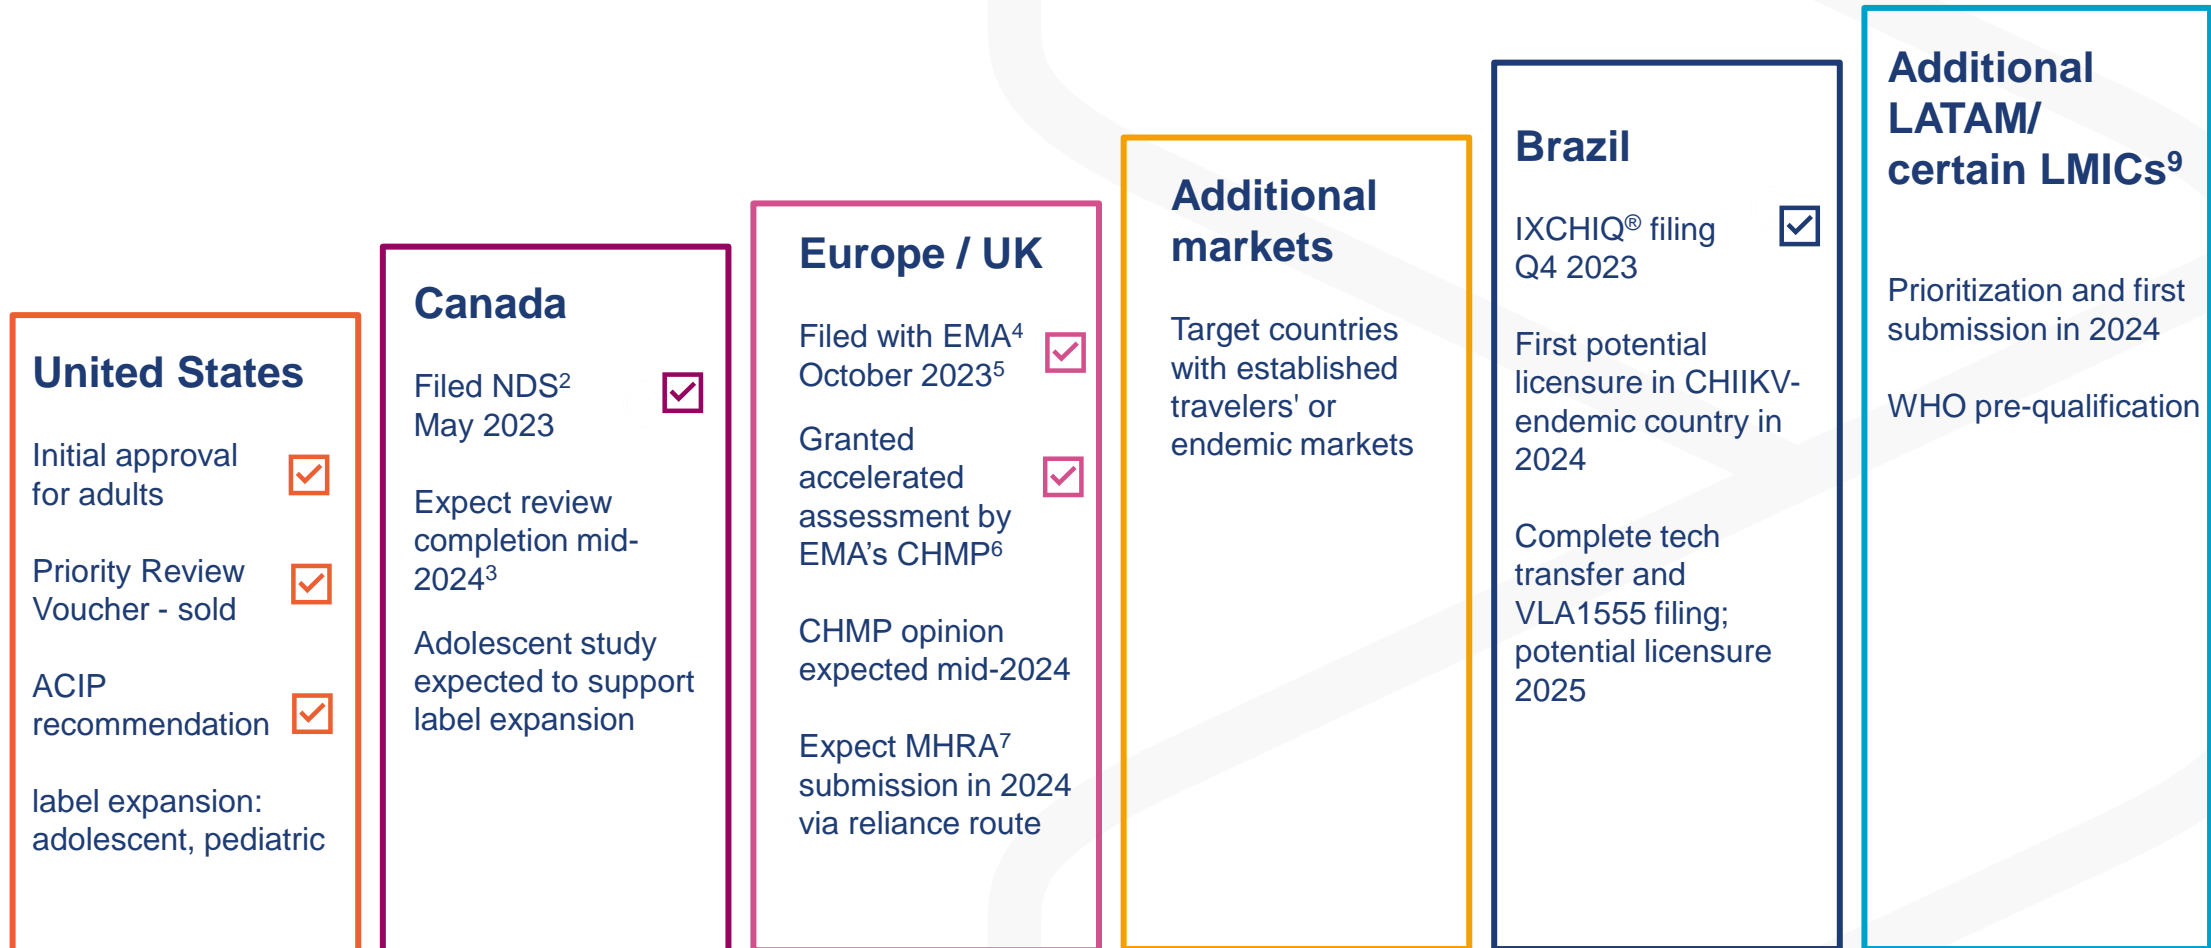 United States
Initial approval
for adults
Priority Review
Voucher - sold
ACIP
recommendation
label expansion:
adolescent, pediatric
Canada
Filed NDS²
May 2023
Expect review
completion mid-
2024³
Adolescent study
expected to support
label expansion
Europe / UK
Filed with EMA⁴
October 2023⁵
Granted
accelerated
assessment by
EMA’s CHMP⁶
CHMP opinion
expected mid-2024
Expect MHRA⁷
submission in 2024
via reliance route
Additional
markets
Target countries
with established
travelers' or
endemic markets
Brazil
IXCHIQ® filing
Q4 2023
First potential
licensure in CHIIKV-
endemic country in
2024
Complete tech
transfer and
VLA1555 filing;
potential licensure
2025
Additional
LATAM/
certain LMICs⁹
Prioritization and first
submission in 2024
WHO pre-qualification